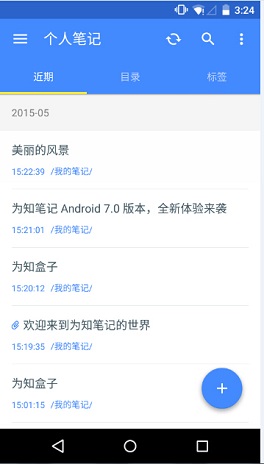 3:24
个人笔记
近期 目录 标签
2015-05
美丽的风景
15:22:39 /我的笔记/
为知笔记 Android 7.0 版本，全新体验来袭
15:21:01 /我的笔记/
为知盒子
15:20:12 /我的笔记/
欢迎来到为知笔记的世界
15:19:35 /我的笔记/
为知盒子
15:01:15 /我的笔记/